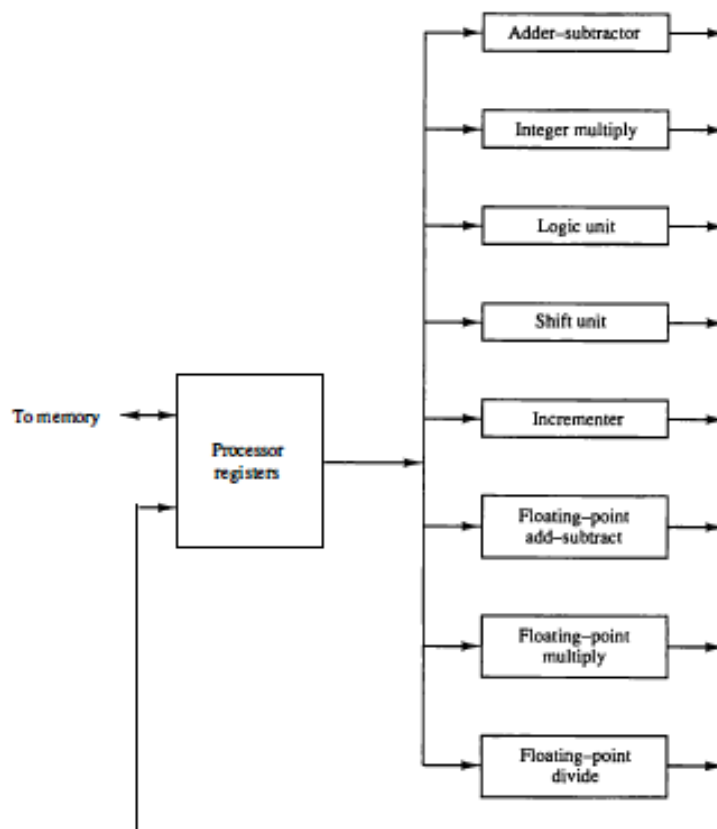 Adder–subtractor
Integer multiply
Logic unit
Shift unit
To memory
Processor
registers
Incrementer
Floating–point
add–subtract
Floating–point
multiply
Floating–point
divide